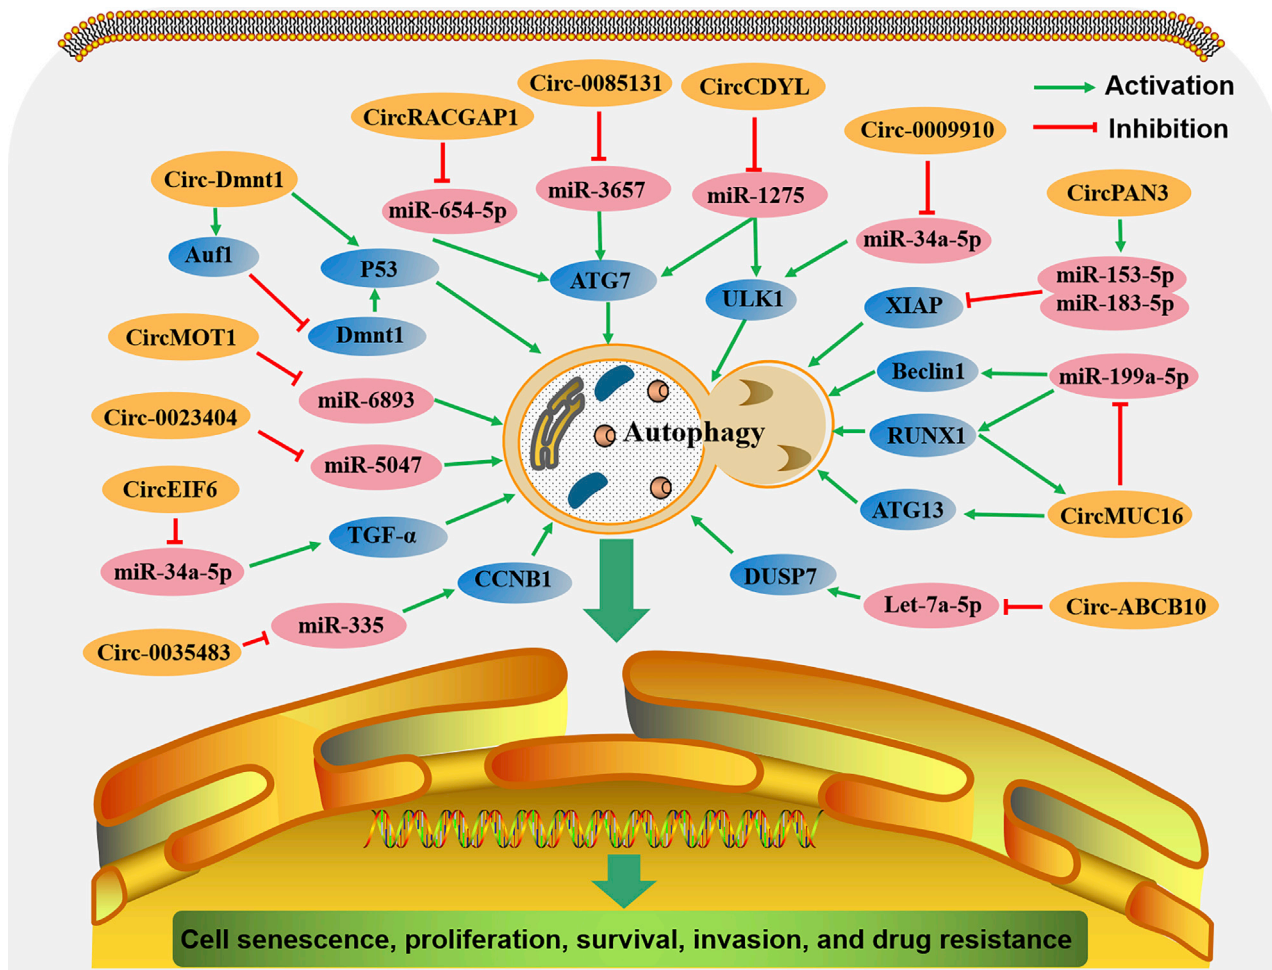 Circ-0085131
CircCDYL
Activation
CircRACGAP1
Inhibition
Circ-0009910
Circ-Dmnt1
miR-3657
miR-1275
CircPAN3
miR-654-5p
miR-34a-5p
Auf1
P53
ATG7
ULK1
XIAP
miR-153-5p
miR-183-5p
CircMOT1
Dmnt1
Beclin1
miR-199a-5p
miR-6893
Circ-0023404
Autophagy
RUNX1
miR-5047
CircEIF6
ATG13
CircMUC16
TGF-α
miR-34a-5p
CCNB1
DUSP7
Let-7a-5p
Circ-ABCB10
miR-335
Circ-0035483
Cell senescence, proliferation, survival, invasion, and drug resistance